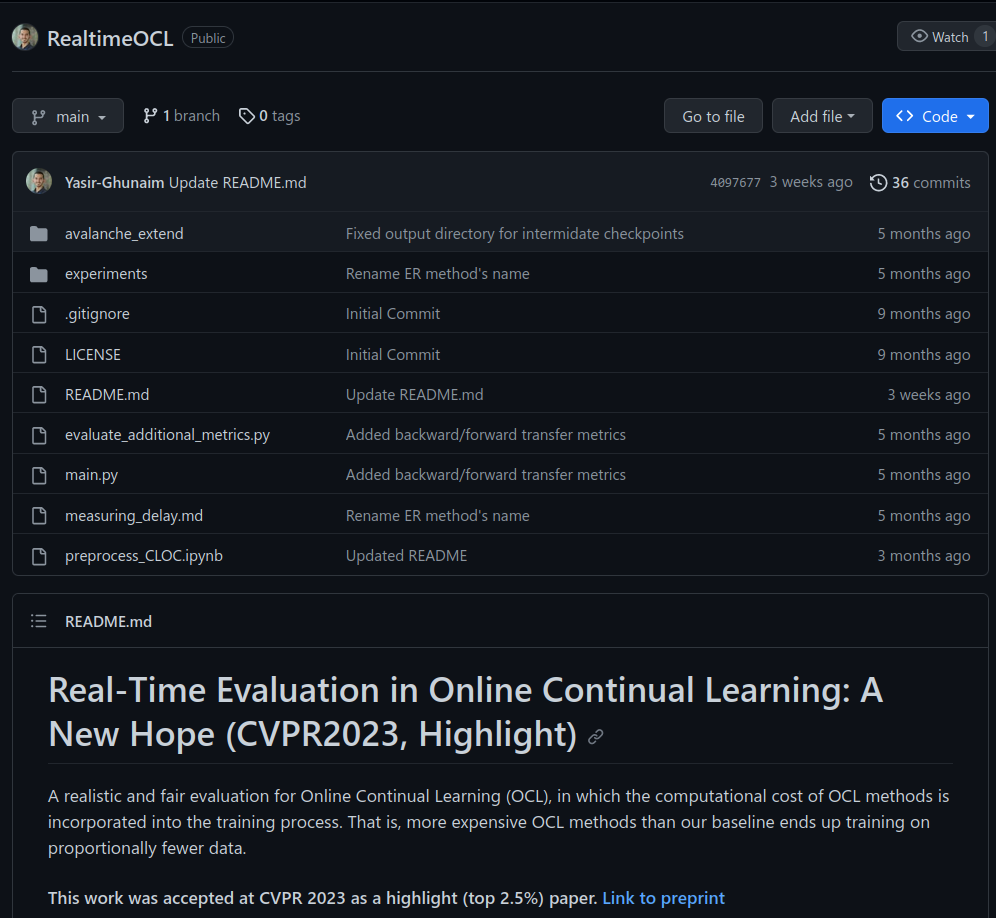 RealtimeOCL Public Watch 1
main 1 branch 0 tags Go to file Add file Code
Yasir-Ghunaim Update README.md 4097677 3 weeks ago 36 commits
avalanche_extend Fixed output directory for intermidate checkpoints 5 months ago
experiments Rename ER method's name 5 months ago
.gitignore Initial Commit 9 months ago
LICENSE Initial Commit 9 months ago
README.md Update README.md 3 weeks ago
evaluate_additional_metrics.py Added backward/forward transfer metrics 5 months ago
main.py Added backward/forward transfer metrics 5 months ago
measuring_delay.md Rename ER method's name 5 months ago
preprocess_CLOC.ipynb Updated README 3 months ago
README.md
Real-Time Evaluation in Online Continual Learning: A
New Hope (CVPR2023, Highlight)
A realistic and fair evaluation for Online Continual Learning (OCL), in which the computational cost of OCL methods is
incorporated into the training process. That is, more expensive OCL methods than our baseline ends up training on
proportionally fewer data.
This work was accepted at CVPR 2023 as a highlight (top 2.5%) paper. Link to preprint